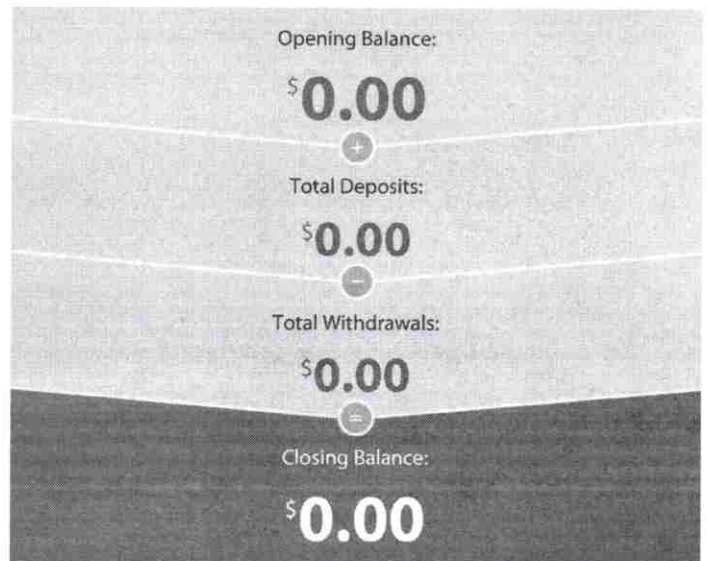 Opening Balance:
$0.00
+
Total Deposits:
$0.00
−
Total Withdrawals:
$0.00
=
Closing Balance:
$0.00